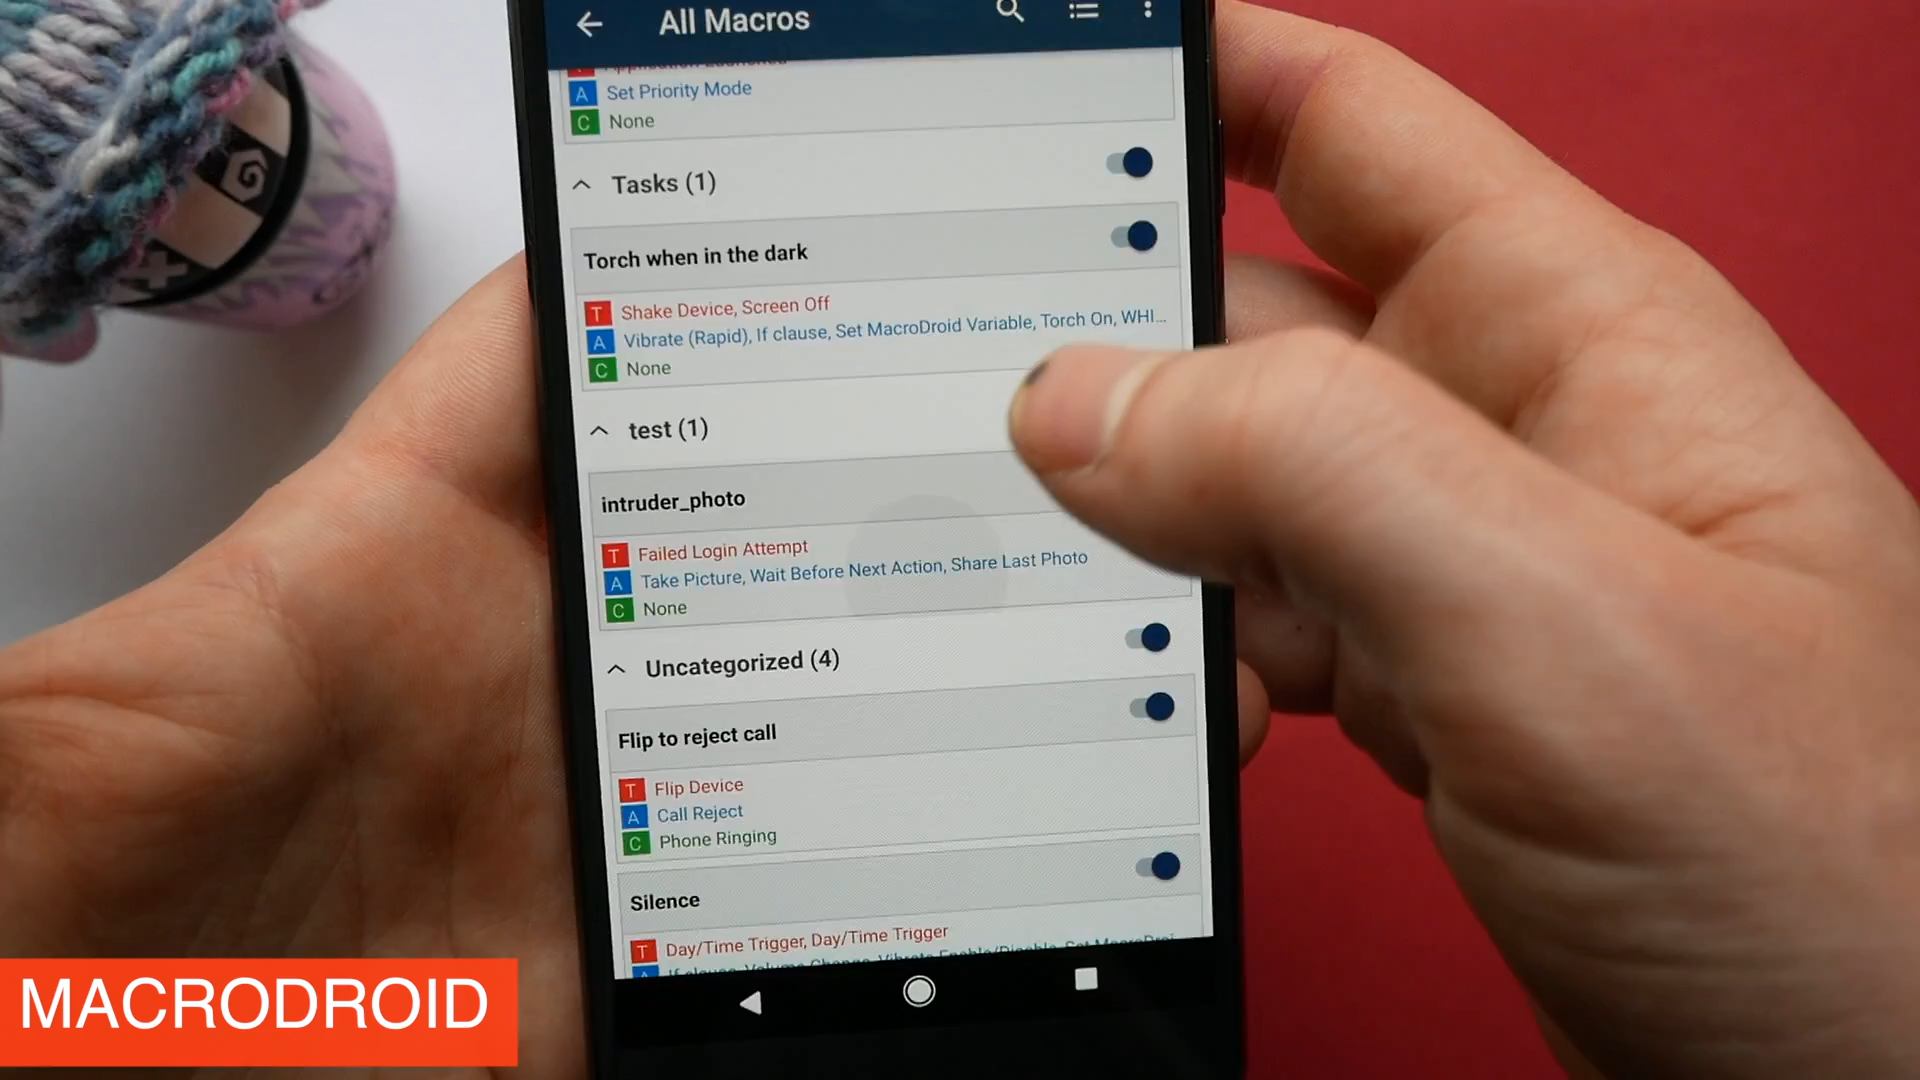 All Macros
A Set Priority Mode
C None
Tasks (1)
Torch when in the dark
T Shake Device, Screen Off
A Vibrate (Rapid), If clause, Set MacroDroid Variable, Torch On, WHI...
C None
test (1)
intruder_photo
T Failed Login Attempt
A Take Picture, Wait Before Next Action, Share Last Photo
C None
Uncategorized (4)
Flip to reject call
T Flip Device
A Call Reject
C Phone Ringing
Silence
T Day/Time Trigger, Day/Time Trigger
MACRODROID